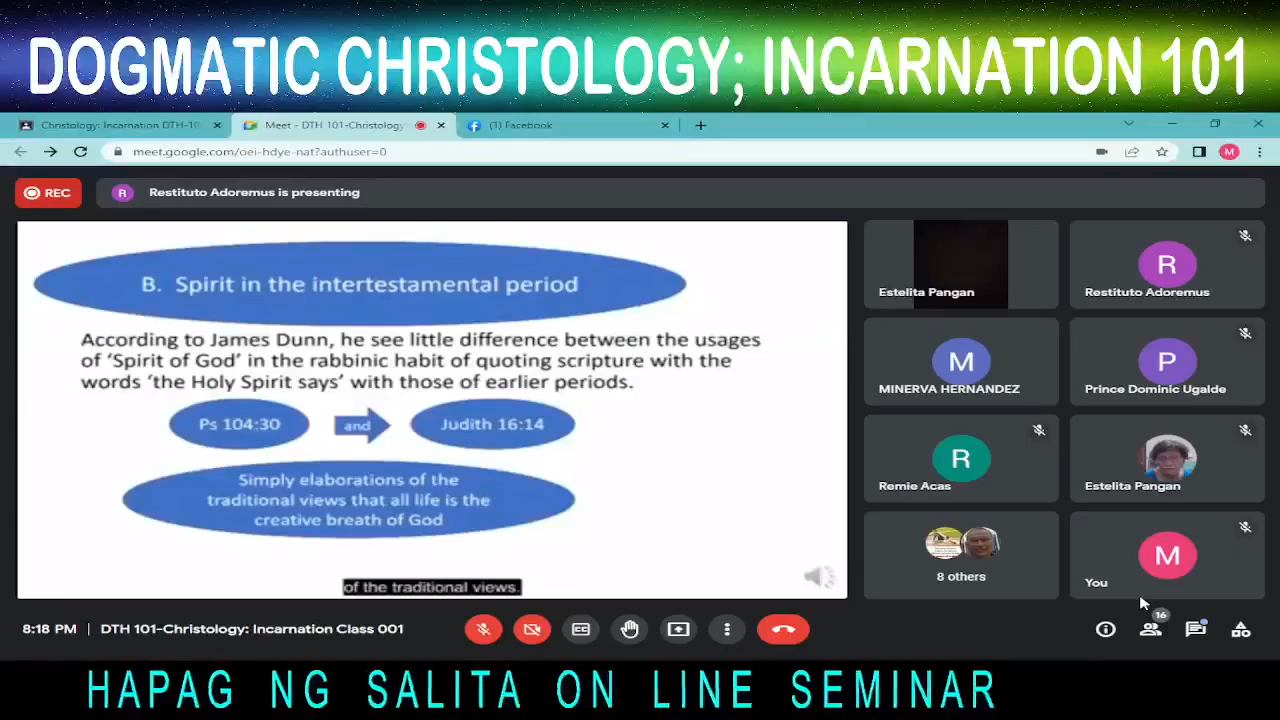 DOGMATIC CHRISTOLOGY; INCARNATION 101
Christology: Incarnation DTH-10
Meet - DTH 101-Christology
(1) Facebook
meet.google.com/oei-hdye-nat?authuser=0
M
REC
R
Restituto Adoremus is presenting
B. Spirit in the intertestamental period
According to James Dunn, he see little difference between the usages
of ‘Spirit of God’ in the rabbinic habit of quoting scripture with the
words ‘the Holy Spirit says’ with those of earlier periods.
Ps 104:30
and
Judith 16:14
Simply elaborations of the
traditional views that all life is the
creative breath of God
of the traditional views.
Estelita Pangan
R
Restituto Adoremus
M
MINERVA HERNANDEZ
P
Prince Dominic Ugalde
R
Remie Acas
Estelita Pangan
8 others
M
You
8:18 PM | DTH 101-Christology: Incarnation Class 001
CC
16
HAPAG NG SALITA ON LINE SEMINAR